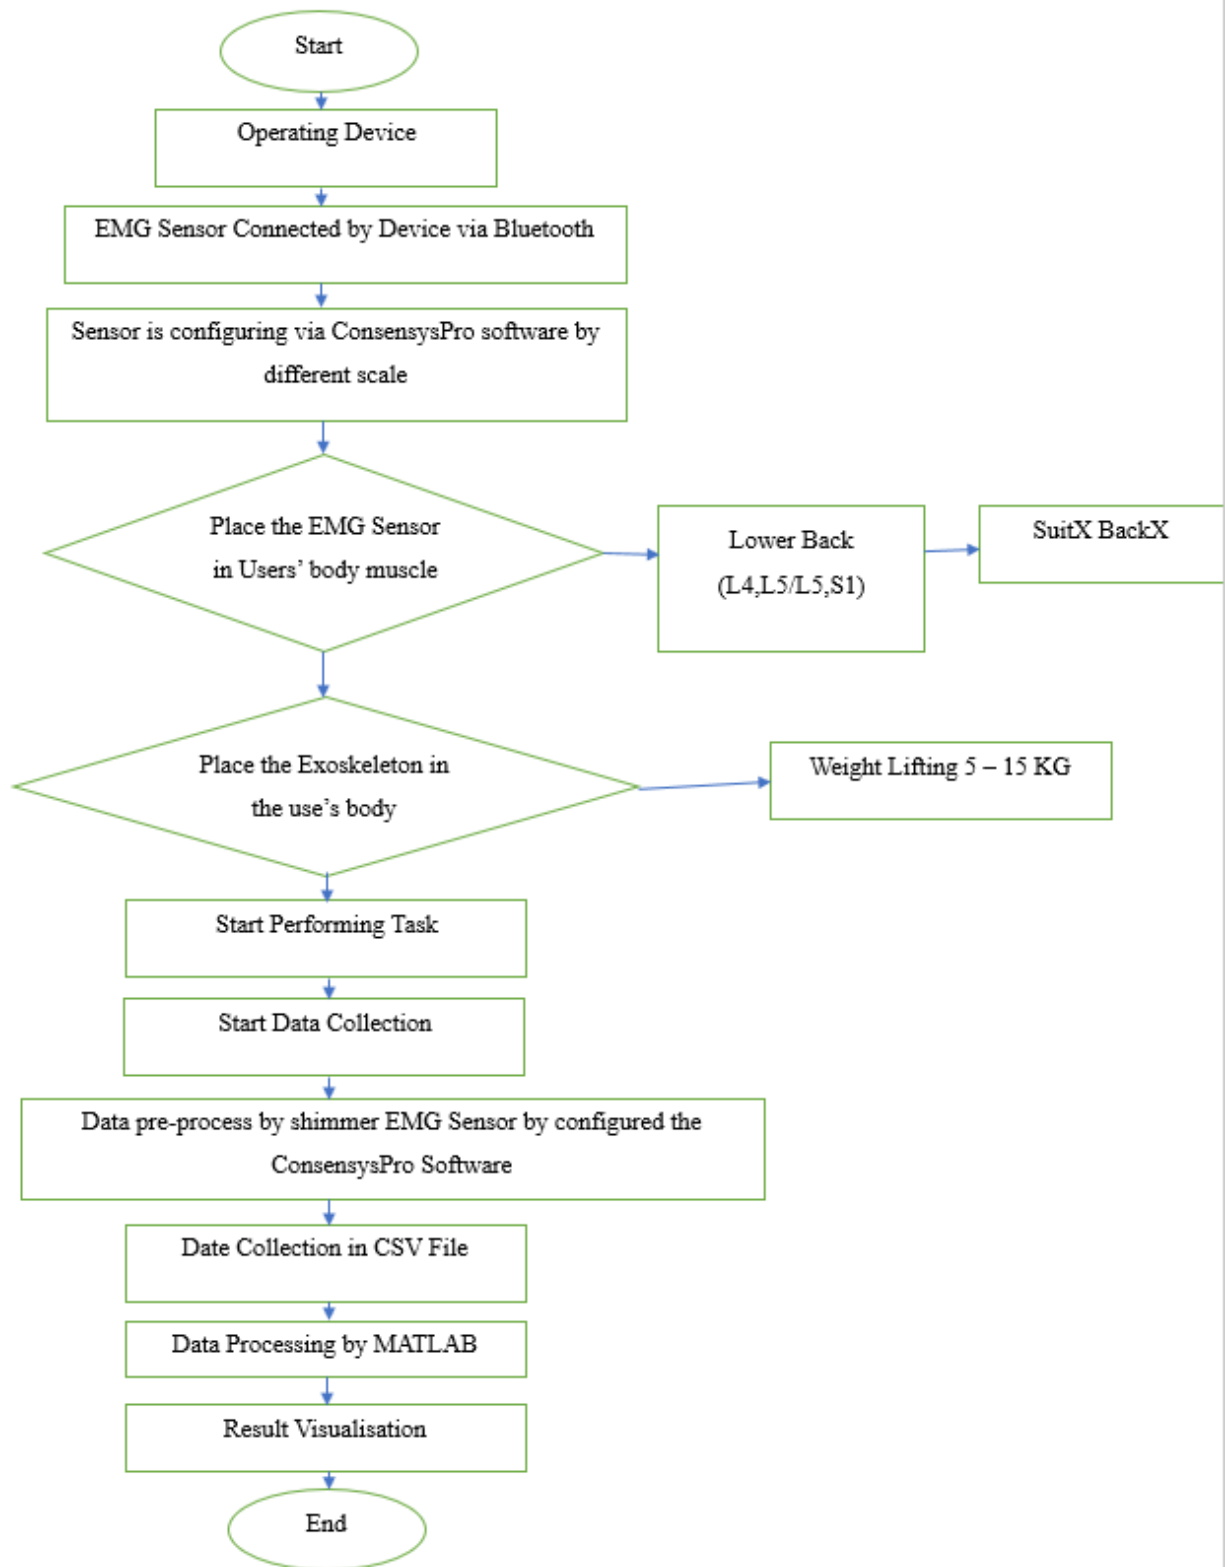 Start
Operating Device
EMG Sensor Connected by Device via Bluetooth
Sensor is configuring via ConsensysPro software by
different scale
Place the EMG Sensor
in Users’ body muscle
Lower Back
(L4,L5/L5,S1)
SuitX BackX
Place the Exoskeleton in
the use’s body
Weight Lifting 5 – 15 KG
Start Performing Task
Start Data Collection
Data pre-process by shimmer EMG Sensor by configured the
ConsensysPro Software
Date Collection in CSV File
Data Processing by MATLAB
Result Visualisation
End